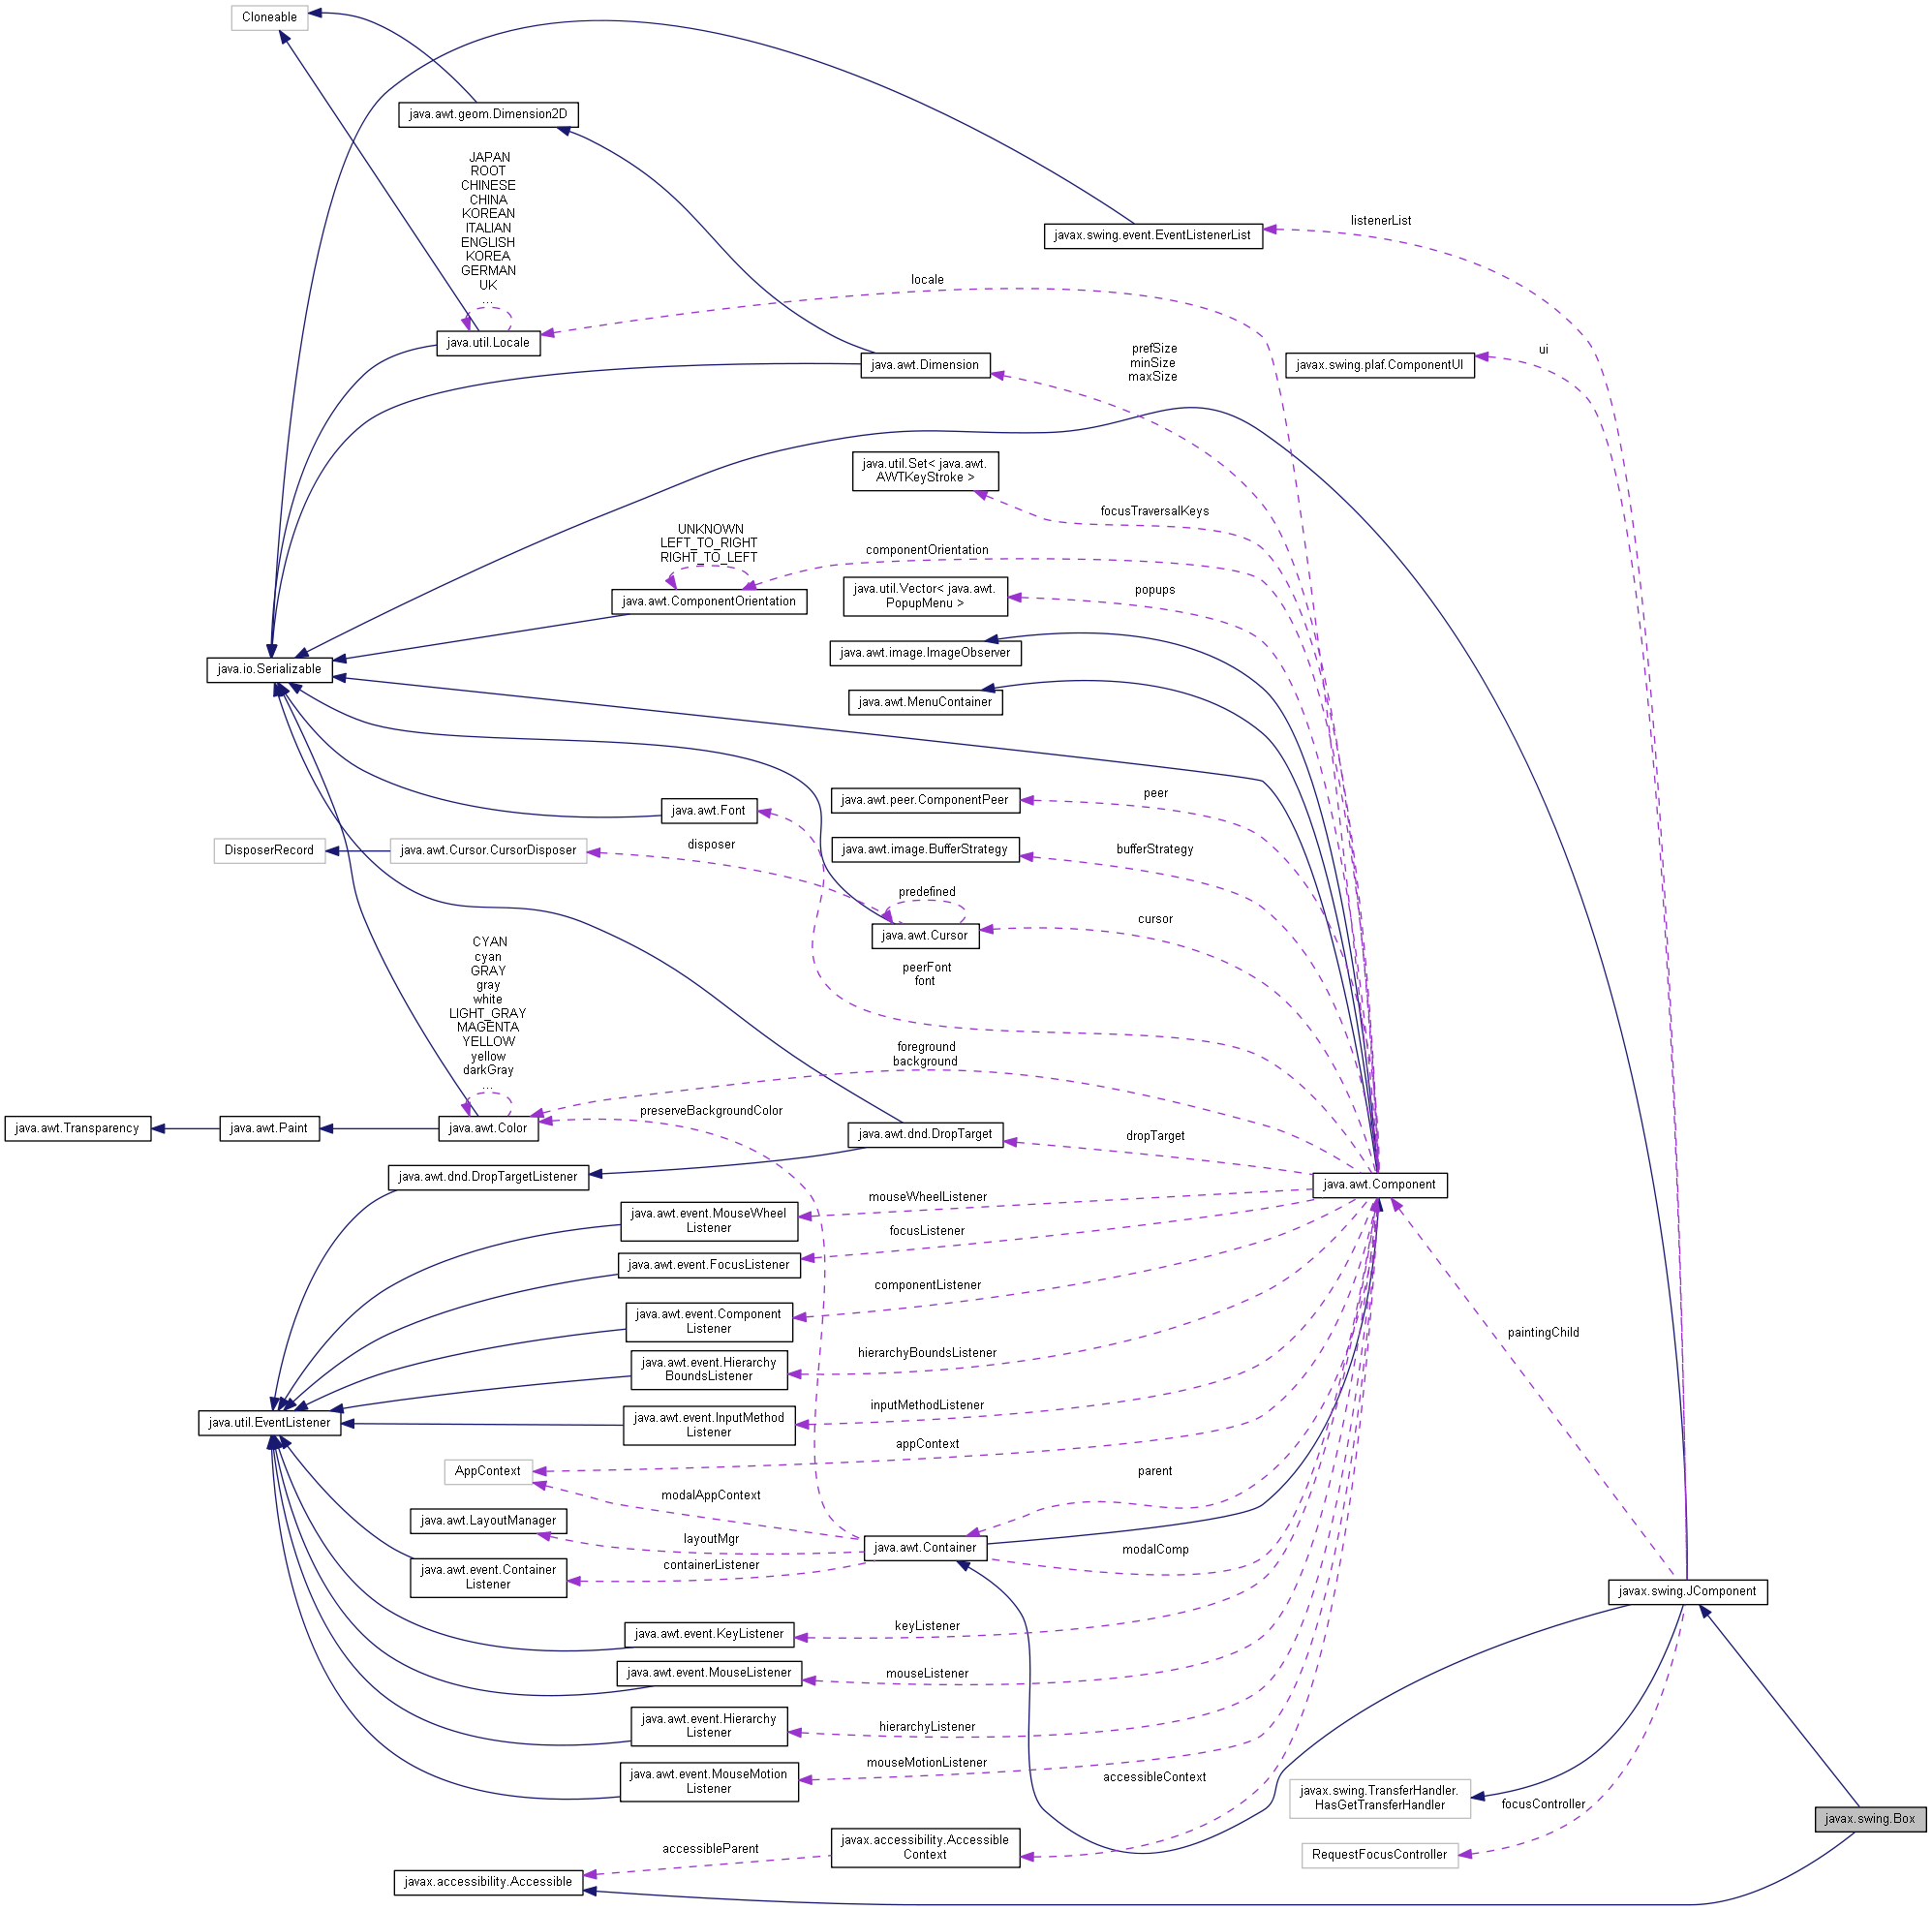 Cloneable
java.awt.geom.Dimension2D
JAPAN
ROOT
CHINESE
CHINA
KOREAN
ITALIAN
ENGLISH
KOREA
GERMAN
UK
...
listenerList
javax.swing.event.EventListenerList
locale
java.util.Locale
prefSize
minSize
maxSize
ui
java.awt.Dimension
javax.swing.plaf.ComponentUI
java.util.Set< java.awt.
AWTKeyStroke >
focusTraversalKeys
UNKNOWN
LEFT_TO_RIGHT
RIGHT_TO_LEFT
componentOrientation
java.awt.ComponentOrientation
java.util.Vector< java.awt.
PopupMenu >
popups
java.awt.image.ImageObserver
java.io.Serializable
java.awt.MenuContainer
java.awt.Font
java.awt.peer.ComponentPeer
peer
DisposerRecord
java.awt.Cursor.CursorDisposer
disposer
java.awt.image.BufferStrategy
bufferStrategy
predefined
cursor
java.awt.Cursor
CYAN
cyan
GRAY
gray
white
LIGHT_GRAY
MAGENTA
YELLOW
yellow
darkGray
...
peerFont
font
foreground
background
preserveBackgroundColor
java.awt.Transparency
java.awt.Paint
java.awt.Color
java.awt.dnd.DropTarget
dropTarget
java.awt.dnd.DropTargetListener
java.awt.Component
java.awt.event.MouseWheel
Listener
mouseWheelListener
java.awt.event.FocusListener
focusListener
java.awt.event.Component
Listener
componentListener
paintingChild
java.awt.event.Hierarchy
BoundsListener
hierarchyBoundsListener
java.util.EventListener
java.awt.event.InputMethod
Listener
inputMethodListener
AppContext
appContext
modalAppContext
parent
java.awt.LayoutManager
layoutMgr
java.awt.Container
modalComp
java.awt.event.Container
Listener
containerListener
javax.swing.JComponent
java.awt.event.KeyListener
keyListener
java.awt.event.MouseListener
mouseListener
java.awt.event.Hierarchy
Listener
hierarchyListener
java.awt.event.MouseMotion
Listener
mouseMotionListener
accessibleContext
javax.swing.TransferHandler.
HasGetTransferHandler
focusController
javax.swing.Box
javax.accessibility.Accessible
Context
accessibleParent
RequestFocusController
javax.accessibility.Accessible